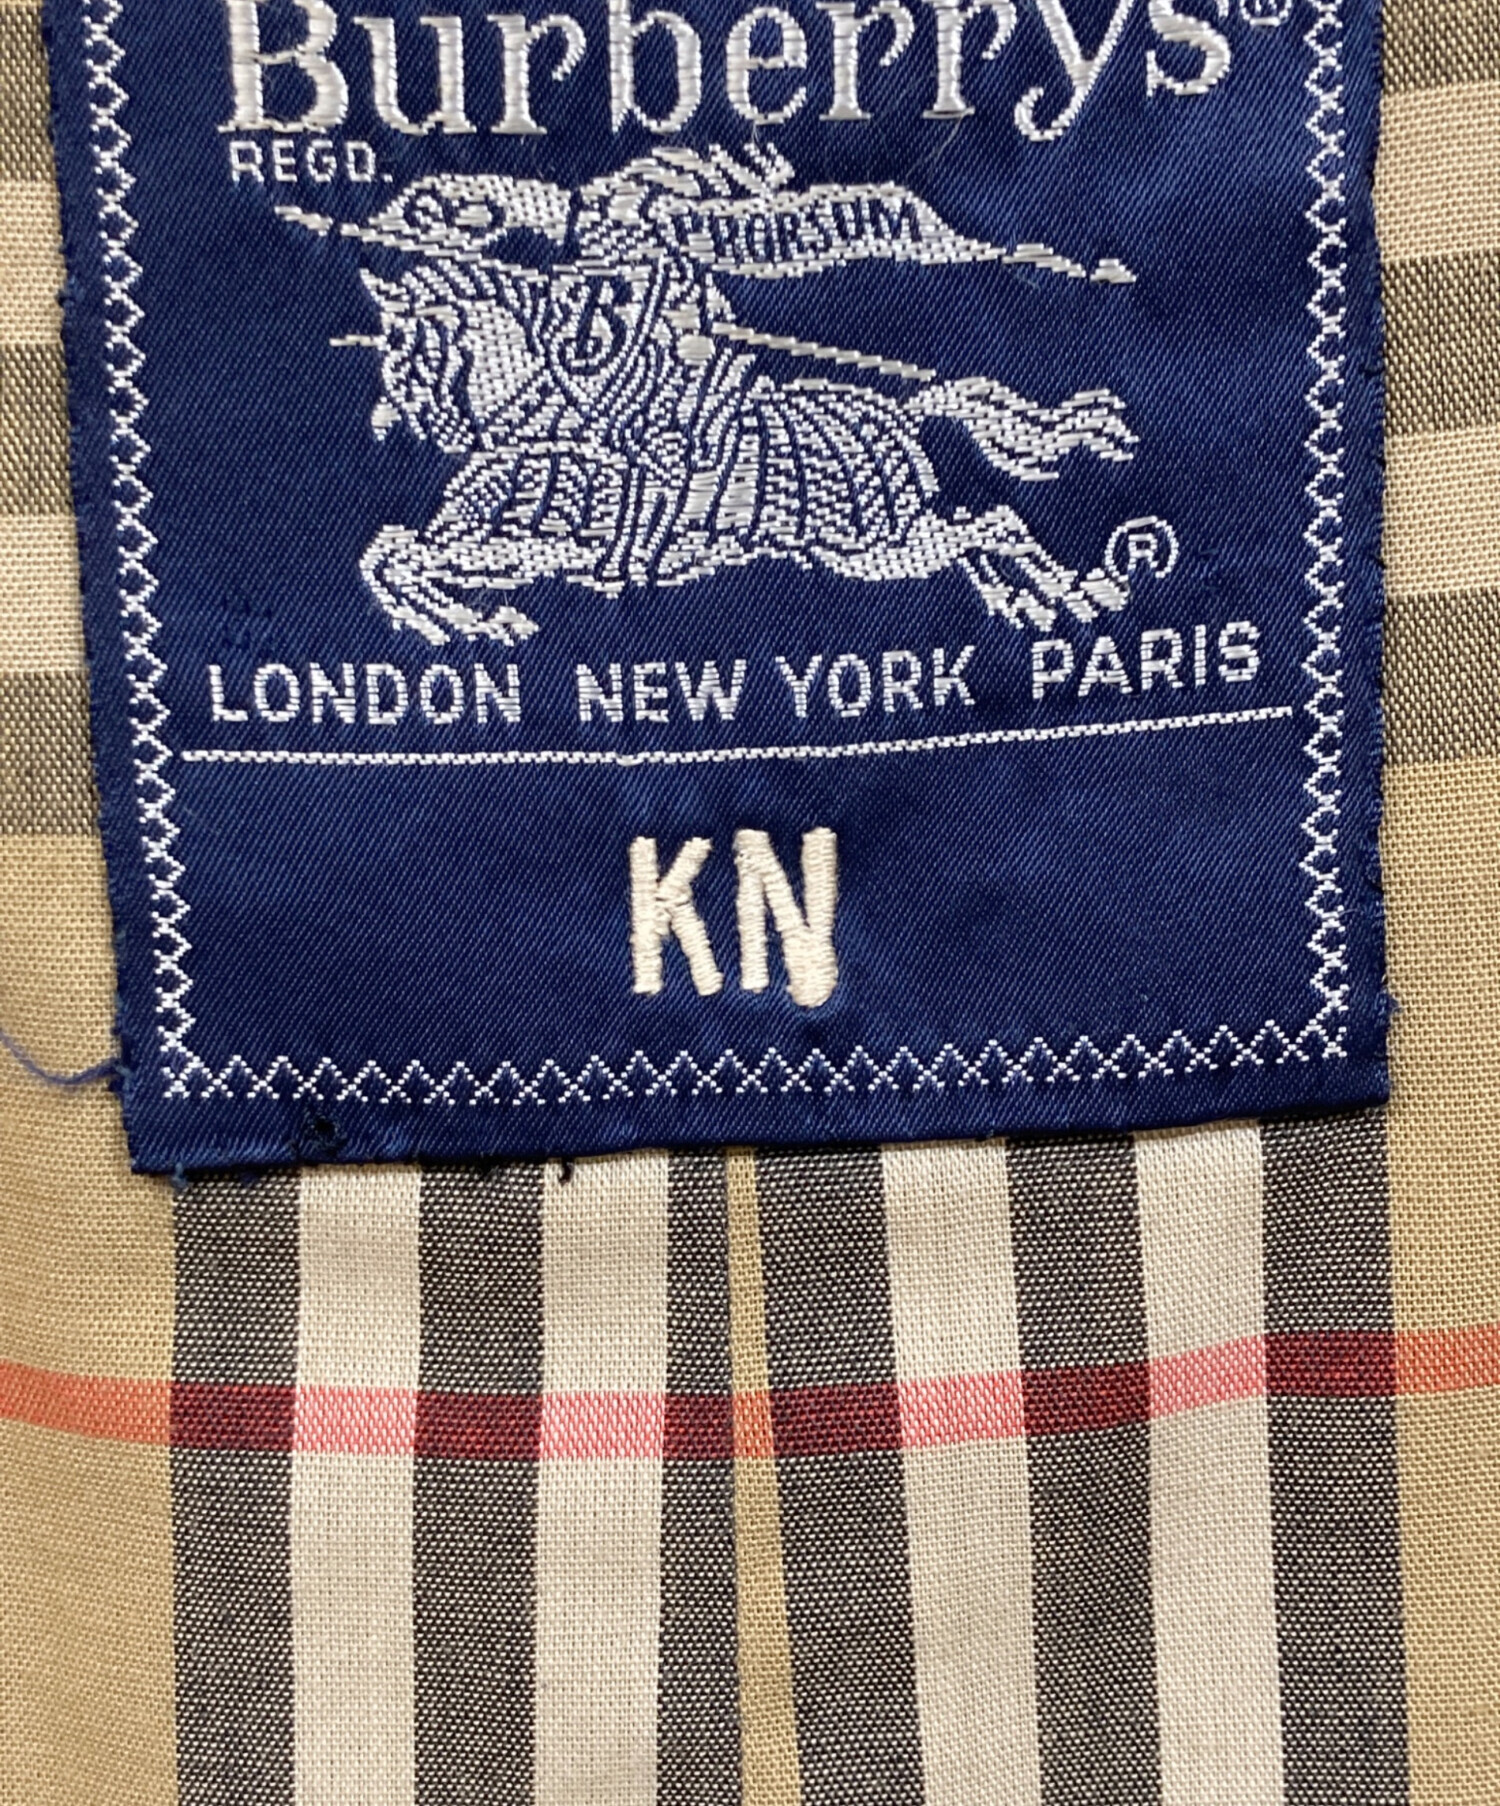 Burberrys®
REGD.
PRORSUM
B
®
LONDON NEW YORK PARIS
KN